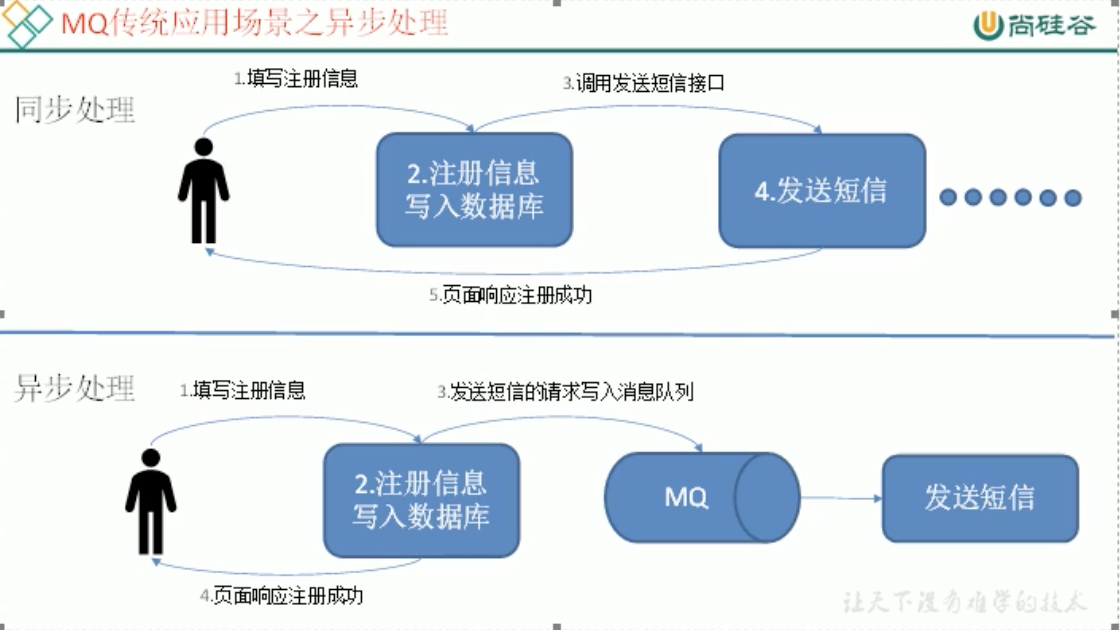 MQ传统应用场景之异步处理
尚硅谷
1.填写注册信息
3.调用发送短信接口
同步处理
2.注册信息
写入数据库
4.发送短信
5.页面响应注册成功
异步处理
1.填写注册信息
3.发送短信的请求写入消息队列
2.注册信息
写入数据库
MQ
发送短信
4.页面响应注册成功
让天下没有难学的技术